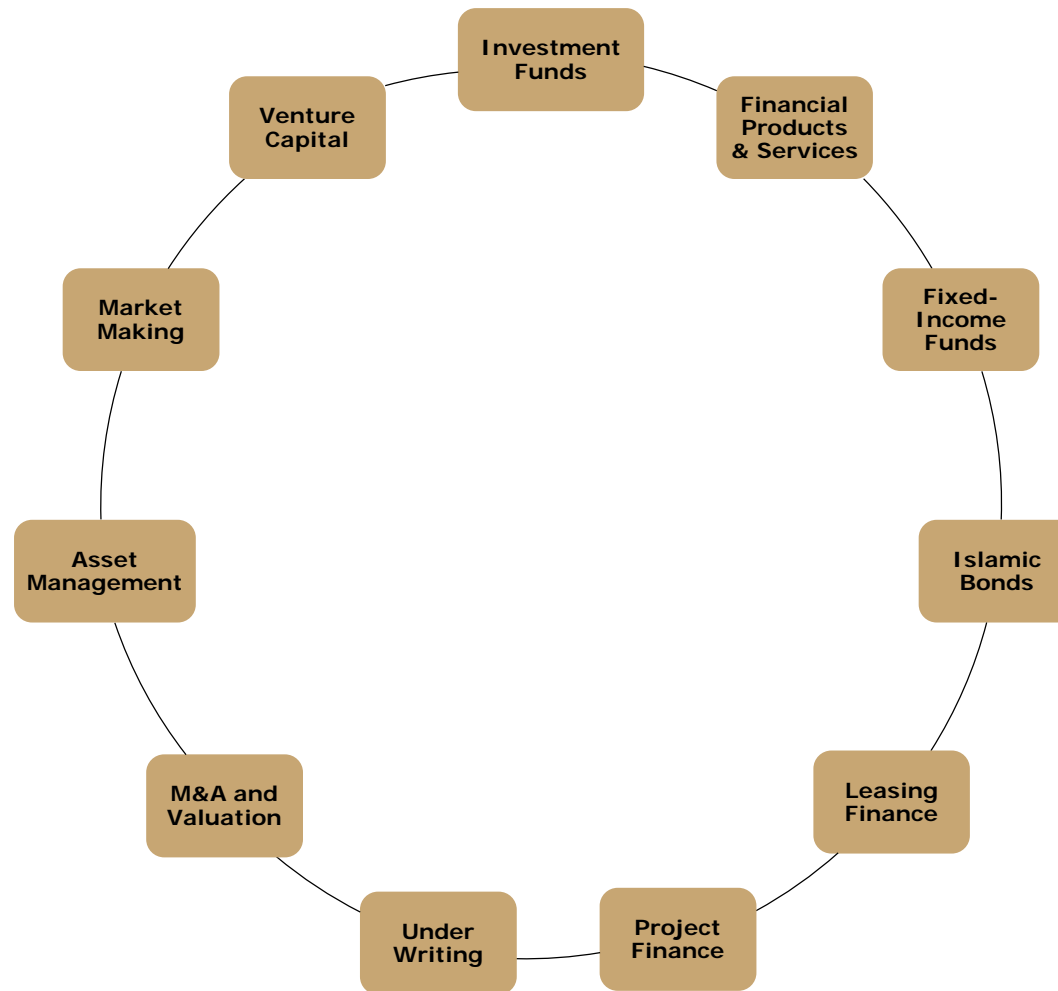 Investment
Funds
Financial
Products
& Services
Fixed-
Income
Funds
Islamic
Bonds
Leasing
Finance
Project
Finance
Under
Writing
M&A and
Valuation
Asset
Management
Market
Making
Venture
Capital